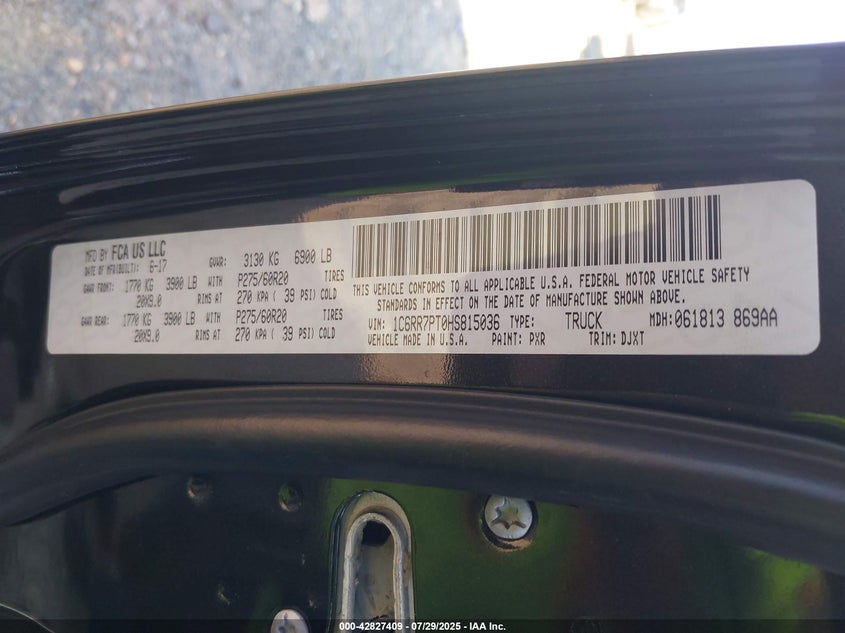 MFD BY FCA US LLC
DATE OF MFR(BUILT): 6-17 GVWR: 3130 KG 6900 LB
GAWR FRONT: 1770 KG 3900 LB WITH P275/60R20 TIRES
20X9.0 RIMS AT 270 KPA ( 39 PSI) COLD
GAWR REAR: 1770 KG 3900 LB WITH P275/60R20 TIRES
20X9.0 RIMS AT 270 KPA ( 39 PSI) COLD
THIS VEHICLE CONFORMS TO ALL APPLICABLE U.S.A. FEDERAL MOTOR VEHICLE SAFETY
STANDARDS IN EFFECT ON THE DATE OF MANUFACTURE SHOWN ABOVE.
VIN: 1C6RR7PT0HS815036 TYPE: TRUCK MDH: 061813 869AA
VEHICLE MADE IN U.S.A. PAINT: PXR TRIM: DJXT
000-42827409 | 07/29/2025 - IAA Inc.